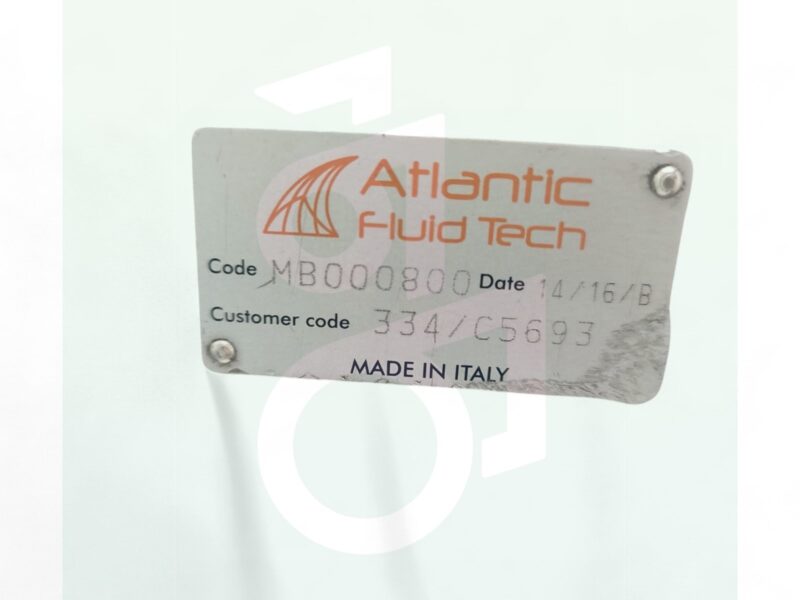 Atlantic
Fluid Tech
Code MB000800 Date 14/16/B
Customer code 334/C5693
MADE IN ITALY